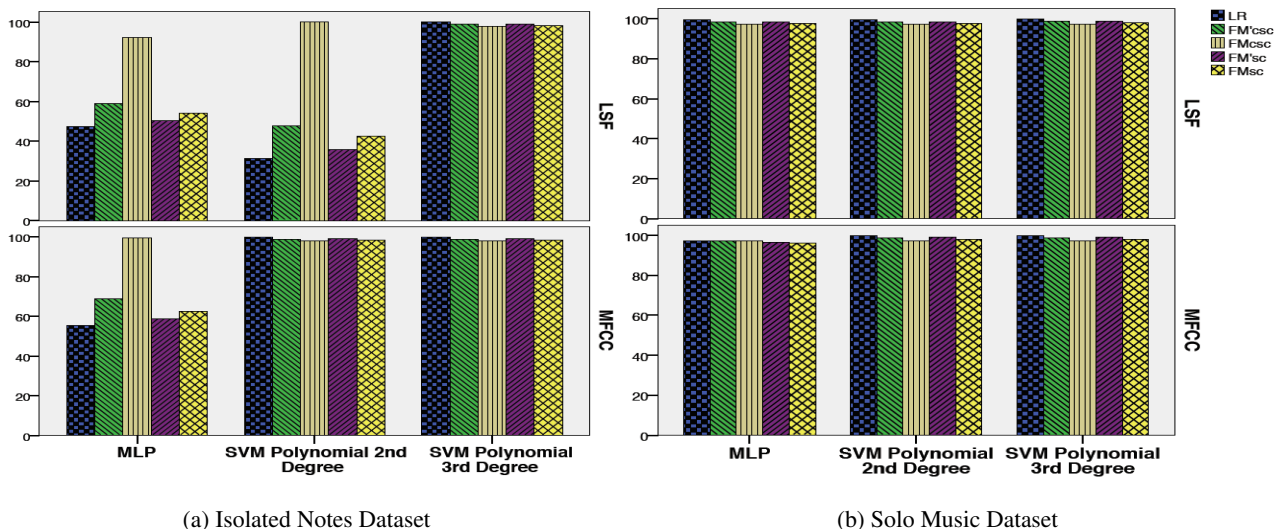 100
80
60
40
20
0
LSF
100
80
60
40
20
0
MFCC
MLP
SVM Polynomial 2nd
Degree
SVM Polynomial
3rd Degree
(a) Isolated Notes Dataset
100
80
60
40
20
0
LSF
100
80
60
40
20
0
MFCC
MLP
SVM Polynomial
2nd Degree
SVM Polynomial
3rd Degree
(b) Solo Music Dataset
LR
FM'csc
FMcsc
FM'sc
FMsc